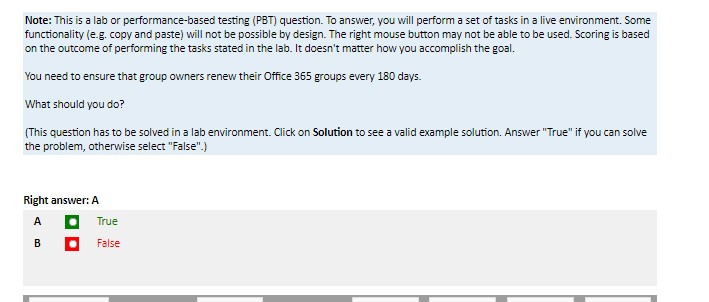 Note: This is a lab or performance-based testing (PBT) question. To answer, you will perform a set of tasks in a live environment. Some
functionality (e.g. copy and paste) will not be possible by design. The right mouse button may not be able to be used. Scoring is based
on the outcome of performing the tasks stated in the lab. It doesn't matter how you accomplish the goal.
You need to ensure that group owners renew their Office 365 groups every 180 days.
What should you do?
(This question has to be solved in a lab environment. Click on Solution to see a valid example solution. Answer "True" if you can solve
the problem, otherwise select "False".)
Right answer: A
A True
B False